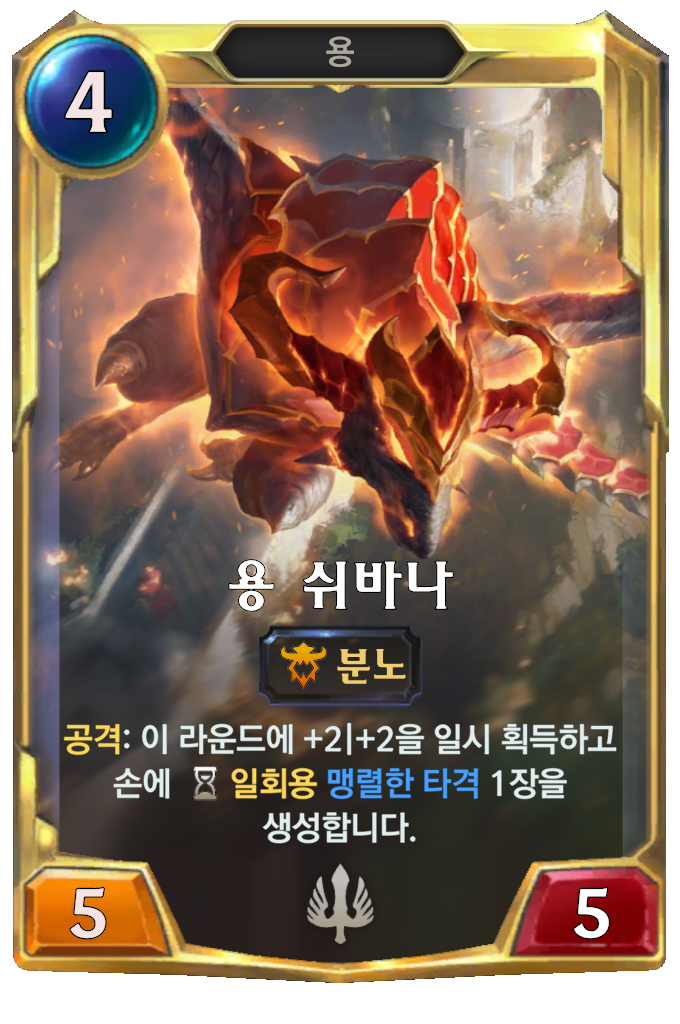 용
4
용 쉬바나
분노
공격: 이 라운드에 +2|+2을 일시 획득하고
손에 일회용 맹렬한 타격 1장을
생성합니다.
5
5